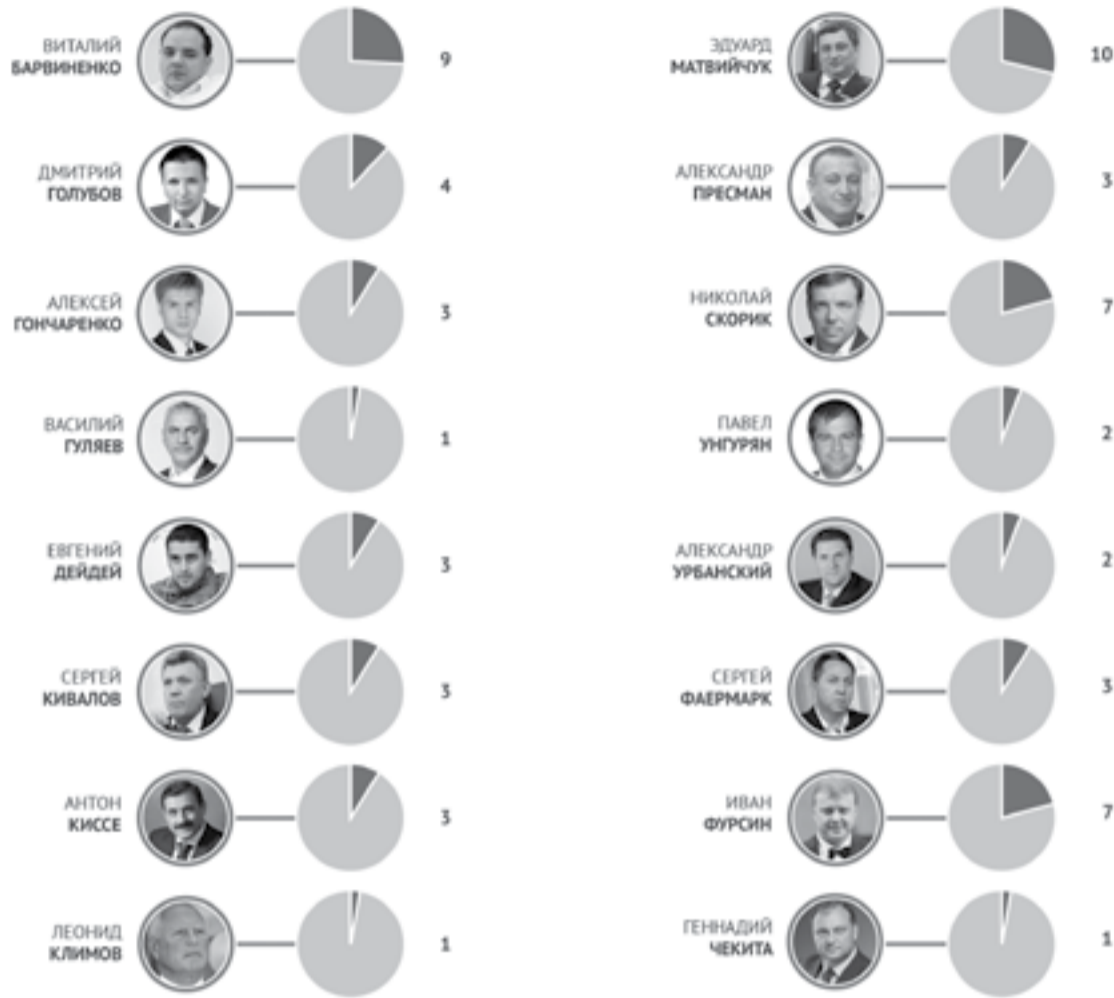 ВИТАЛИЙ
БАРВИНЕНКО
9
ДМИТРИЙ
ГОЛУБОВ
4
АЛЕКСЕЙ
ГОНЧАРЕНКО
3
ВАСИЛИЙ
ГУЛЯЕВ
1
ЕВГЕНИЙ
ДЕЙДЕЙ
3
СЕРГЕЙ
КИВАЛОВ
3
АНТОН
КИССЕ
3
ЛЕОНИД
КЛИМОВ
1
ЭДУАРД
МАТВИЙЧУК
10
АЛЕКСАНДР
ПРЕСМАН
3
НИКОЛАЙ
СКОРИК
7
ПАВЕЛ
УНГУРЯН
2
АЛЕКСАНДР
УРБАНСКИЙ
2
СЕРГЕЙ
ФАЕРМАРК
3
ИВАН
ФУРСИН
7
ГЕННАДИЙ
ЧЕКИТА
1